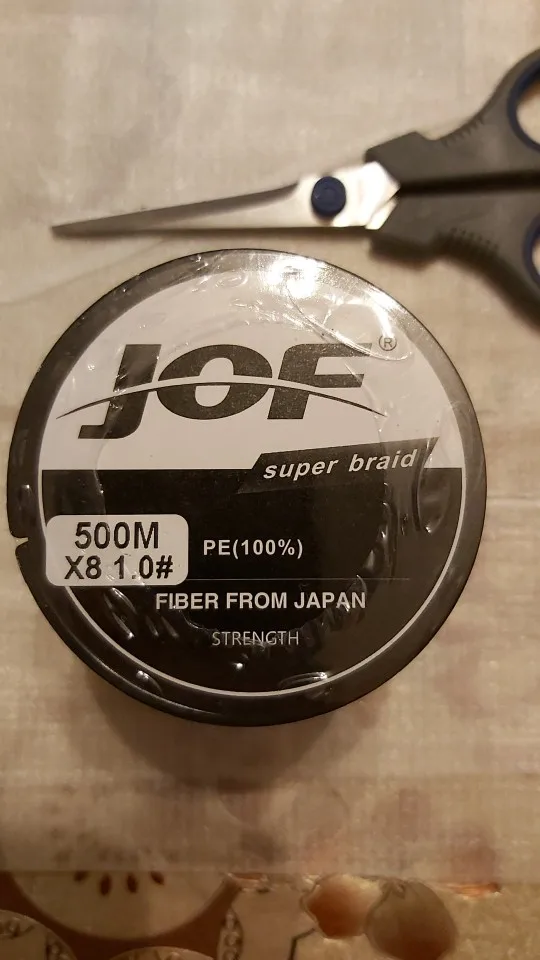 JOF®
super braid
500M
X8 1.0#
PE(100%)
FIBER FROM JAPAN
STRENGTH